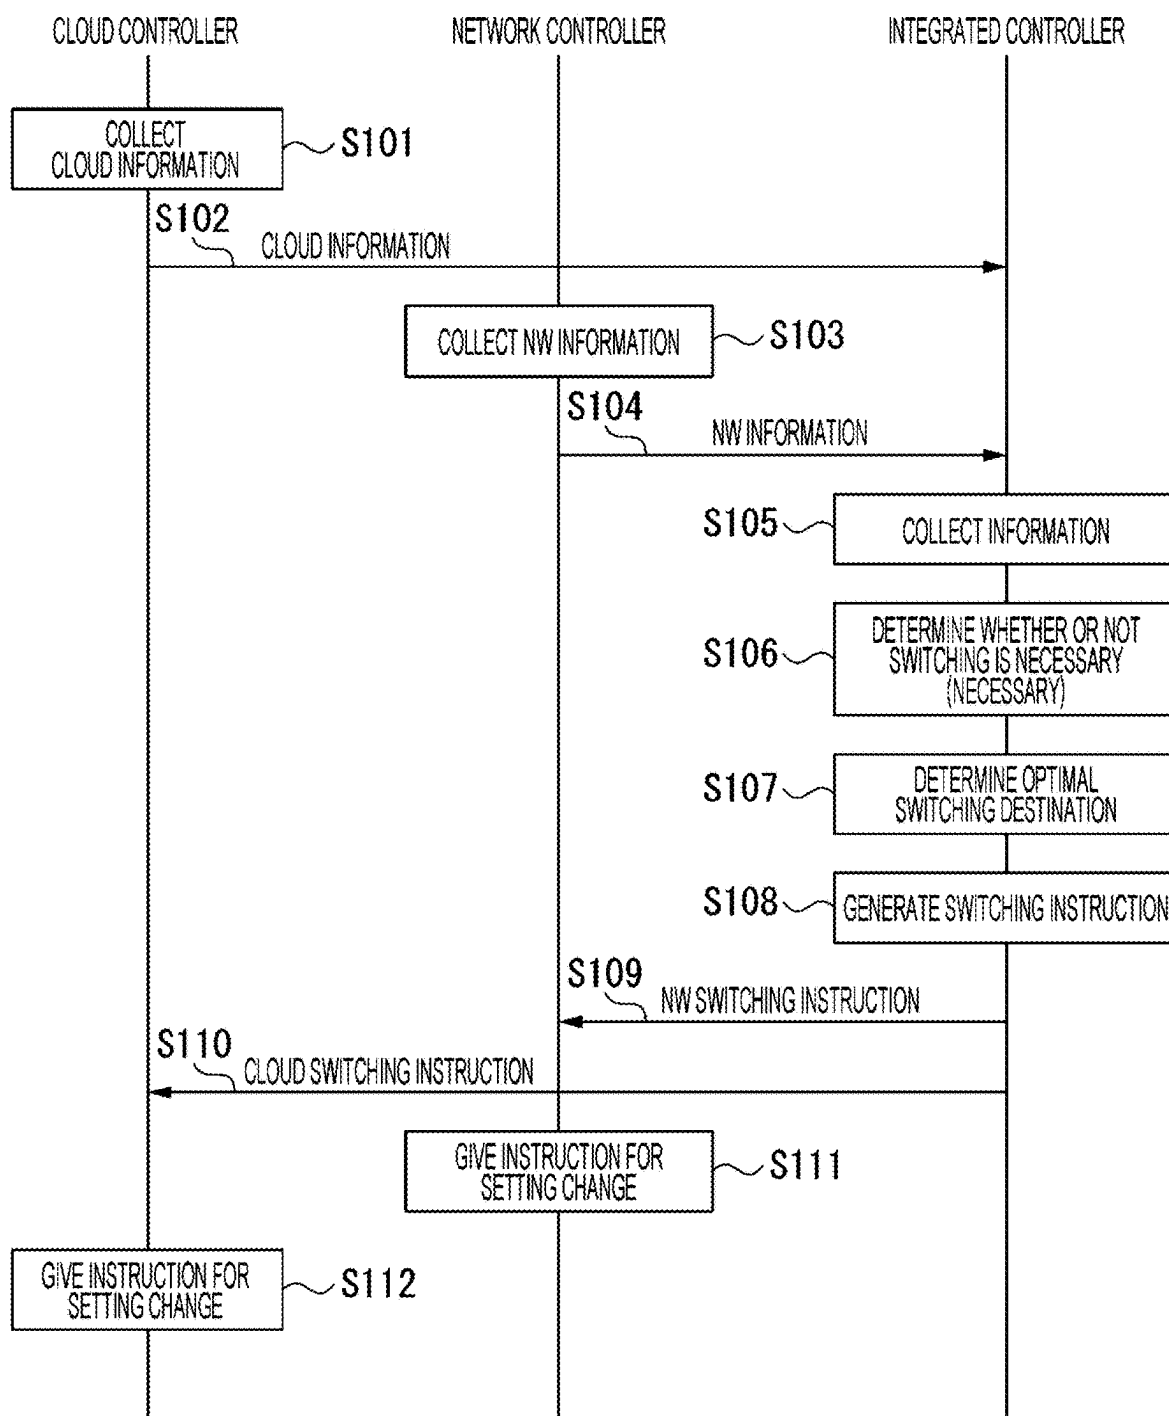 CLOUD CONTROLLER
NETWORK CONTROLLER
INTEGRATED CONTROLLER
COLLECT
CLOUD INFORMATION
S101
S102
CLOUD INFORMATION
COLLECT NW INFORMATION
S103
S104
NW INFORMATION
S105
COLLECT INFORMATION
S106
DETERMINE WHETHER OR NOT
SWITCHING IS NECESSARY
(NECESSARY)
S107
DETERMINE OPTIMAL
SWITCHING DESTINATION
S108
GENERATE SWITCHING INSTRUCTION
S109
NW SWITCHING INSTRUCTION
S110
CLOUD SWITCHING INSTRUCTION
GIVE INSTRUCTION FOR
SETTING CHANGE
S111
GIVE INSTRUCTION FOR
SETTING CHANGE
S112